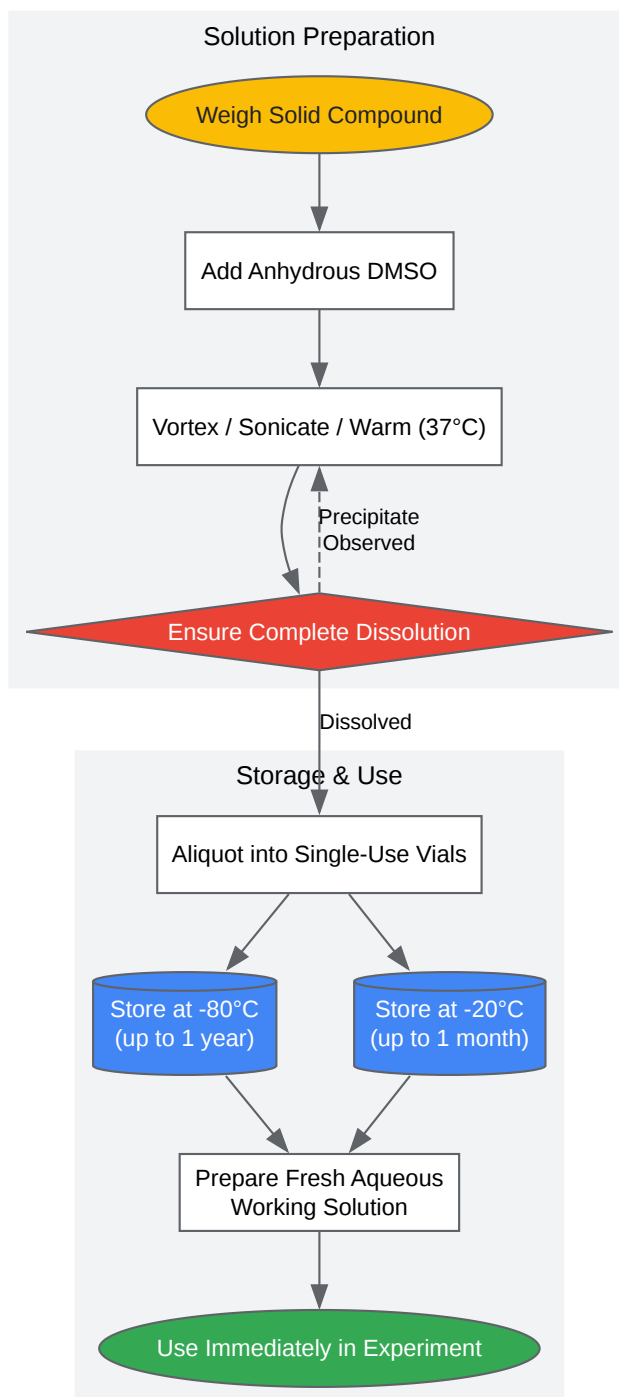 Solution Preparation
Weigh Solid Compound
Add Anhydrous DMSO
Vortex / Sonicate / Warm (37°C)
Precipitate
Observed
Ensure Complete Dissolution
Dissolved
Storage & Use
Aliquot into Single-Use Vials
Store at -80°C
(up to 1 year)
Store at -20°C
(up to 1 month)
Prepare Fresh Aqueous
Working Solution
Use Immediately in Experiment